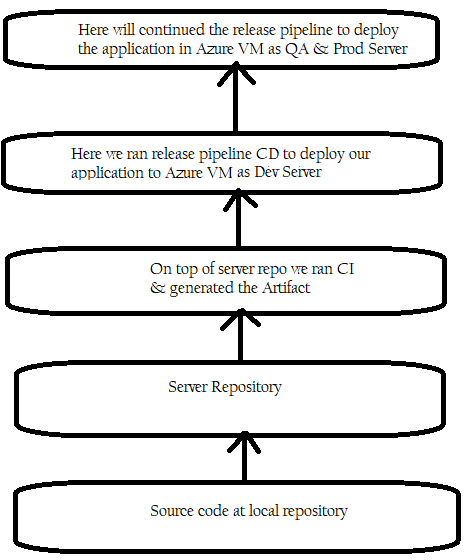 Here will continued the release pipeline to deploy
the application in Azure VM as QA & Prod Server
Here we ran release pipeline CD to deploy our
application to Azure VM as Dev Server
On top of server repo we ran CI
& generated the Artifact
Server Repository
Source code at local repository